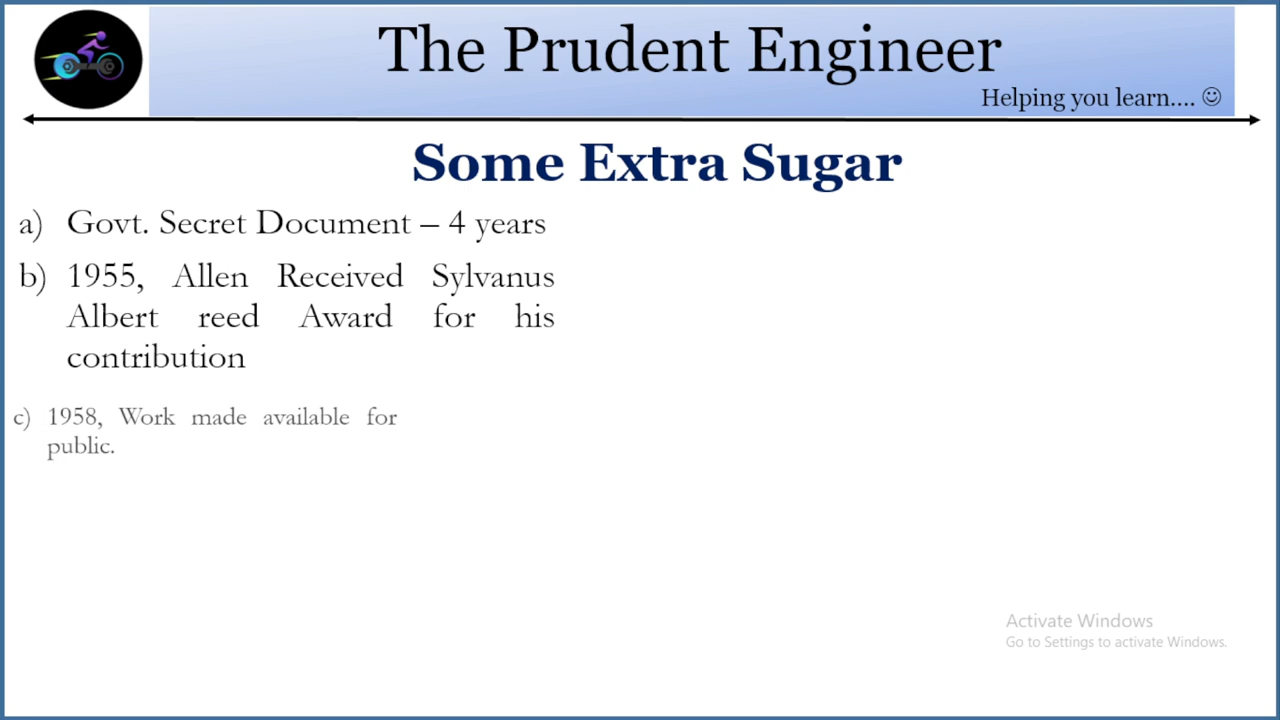 The Prudent Engineer
Helping you learn.... ☺
Some Extra Sugar
a) Govt. Secret Document – 4 years
b) 1955, Allen Received Sylvanus
Albert reed Award for his
contribution
c) 1958, Work made available for
public.
Activate Windows
Go to Settings to activate Windows.